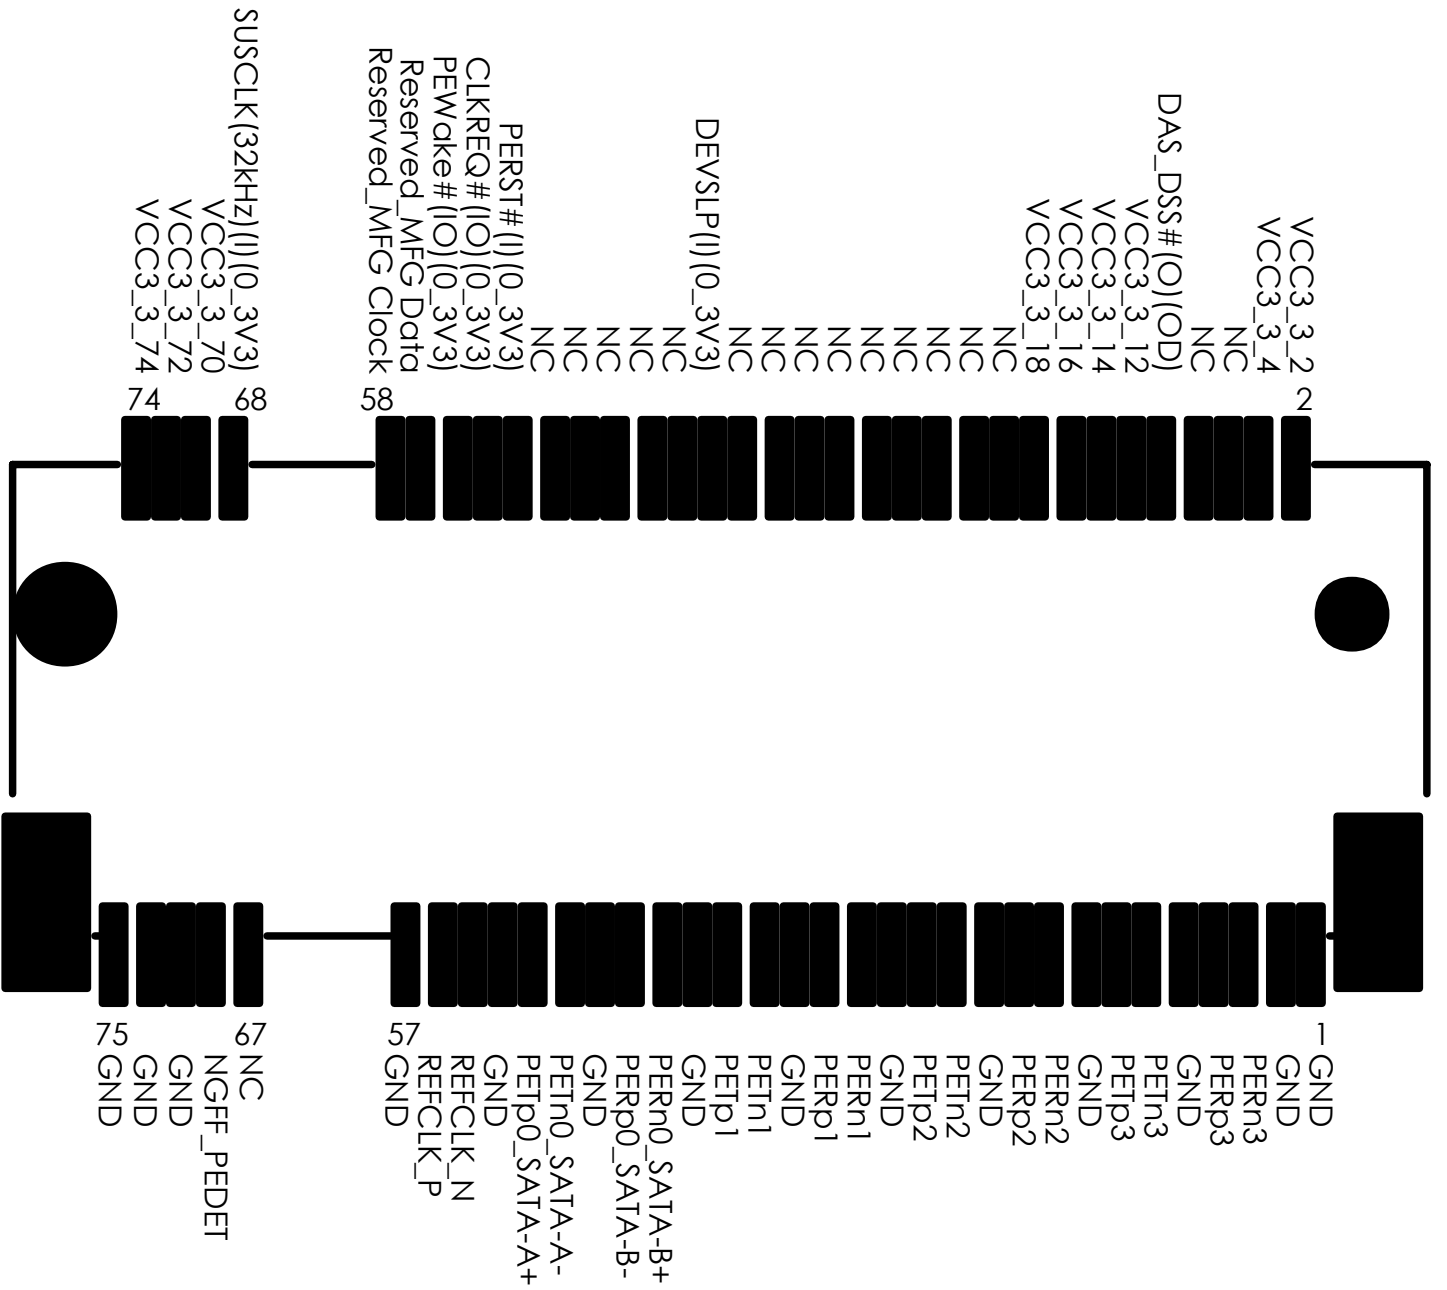 VCC3_3_74
VCC3_3_72
VCC3_3_70
SUSCLK(32kHz)(I)(0_3V3)
Reserved_MFG Clock
Reserved_MFG Data
PEWake#(IO)(0_3V3)
CLKREQ#(IO)(0_3V3)
PERST#(I)(0_3V3)
NC
NC
NC
NC
NC
DEVSLP(I)(0_3V3)
NC
NC
NC
NC
NC
NC
NC
NC
NC
VCC3_3_18
VCC3_3_16
VCC3_3_14
VCC3_3_12
DAS_DSS#(O)(OD)
NC
NC
VCC3_3_4
VCC3_3_2
74
68
58
2
75
67
57
1
GND
GND
GND
NGFF_PEDET
NC
GND
REFCLK_P
REFCLK_N
GND
PETp0_SATA-A+
PETn0_SATA-A-
GND
PERp0_SATA-B-
PERn0_SATA-B+
GND
PETp1
PETn1
GND
PERp1
PERn1
GND
PETp2
PETn2
GND
PERp2
PERn2
GND
PETp3
PETn3
GND
PERp3
PERn3
GND
GND